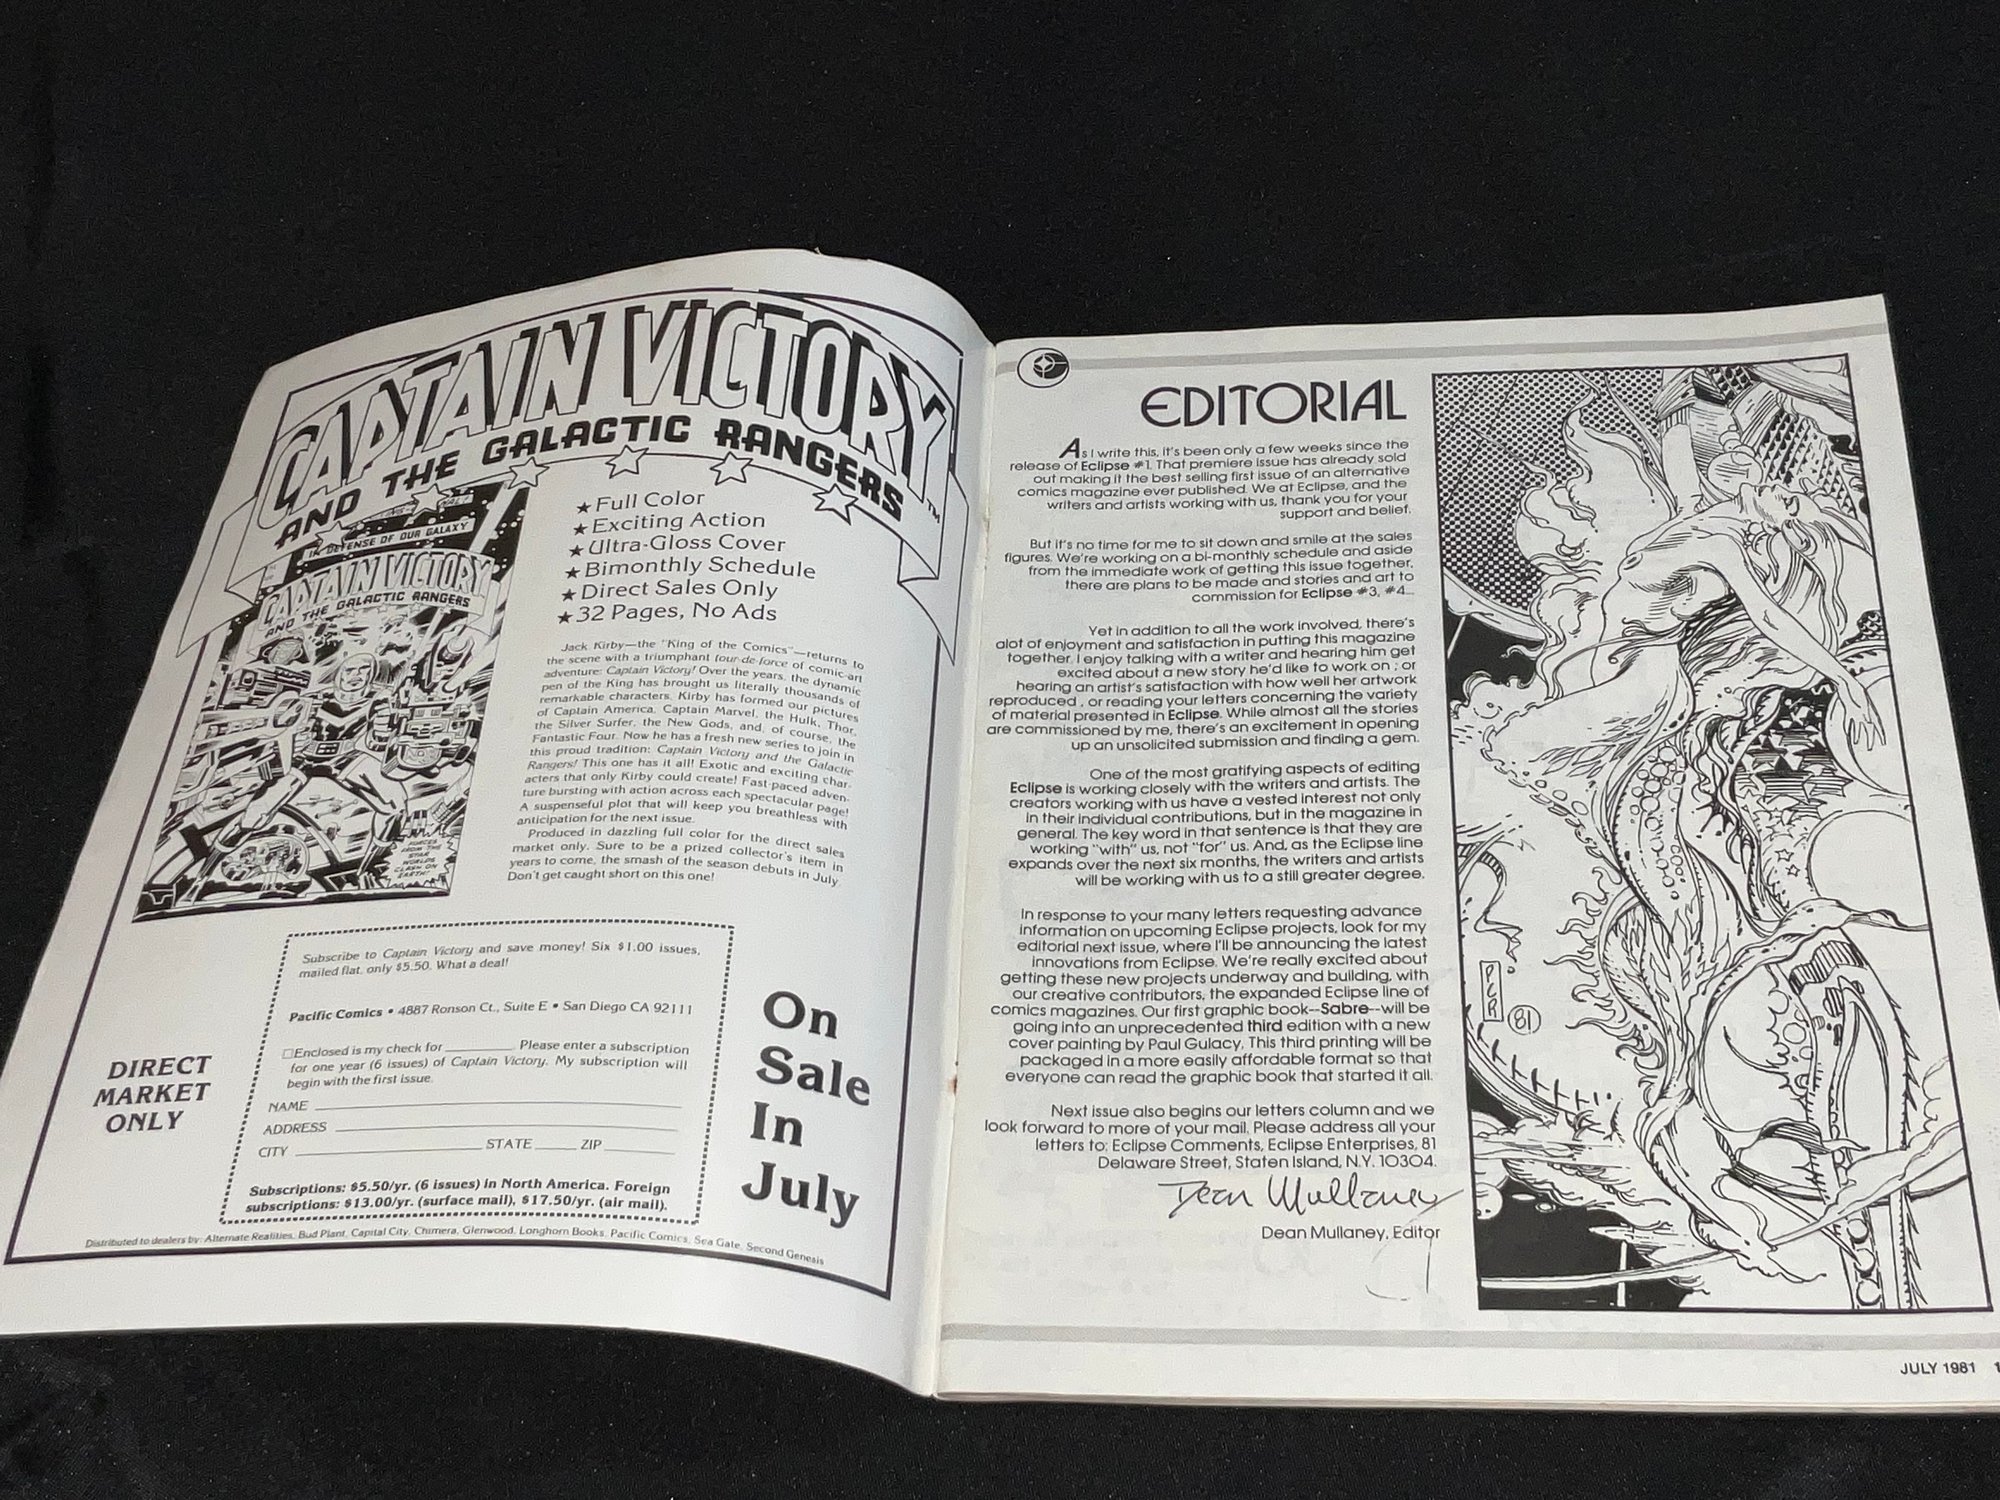 CAPTAIN VICTORY
AND THE GALACTIC RANGERS™
IN DEFENSE OF OUR GALAXY
CAPTAIN VICTORY
AND THE GALACTIC RANGERS
FORCES
FROM THE
STAR
WORLDS
CLASH ON
EARTH!
★ Full Color
★ Exciting Action
★ Ultra-Gloss Cover
★ Bimonthly Schedule
★ Direct Sales Only
★ 32 Pages, No Ads
Jack Kirby—the "King of the Comics"—returns to
the scene with a triumphant tour-de-force of comic-art
adventure: Captain Victory! Over the years, the dynamic
pen of the King has brought us literally thousands of
remarkable characters. Kirby has formed our pictures
of Captain America, Captain Marvel, the Hulk, Thor,
the Silver Surfer, the New Gods, and, of course, the
Fantastic Four. Now he has a fresh new series to join in
this proud tradition: Captain Victory and the Galactic
Rangers! This one has it all! Exotic and exciting char-
acters that only Kirby could create! Fast-paced adven-
ture bursting with action across each spectacular page!
A suspenseful plot that will keep you breathless with
anticipation for the next issue.
Produced in dazzling full color for the direct sales
market only. Sure to be a prized collector's item in
years to come, the smash of the season debuts in July
Don't get caught short on this one!
Subscribe to Captain Victory and save money! Six $1.00 issues,
mailed flat, only $5.50. What a deal!
Pacific Comics • 4887 Ronson Ct., Suite E • San Diego CA 92111
□Enclosed is my check for ________. Please enter a subscription
for one year (6 issues) of Captain Victory. My subscription will
begin with the first issue.
NAME
ADDRESS
CITY STATE ZIP
Subscriptions: $5.50/yr. (6 issues) in North America. Foreign
subscriptions: $13.00/yr. (surface mail), $17.50/yr. (air mail).
DIRECT
MARKET
ONLY
On
Sale
In
July
Distributed to dealers by: Alternate Realities, Bud Plant, Capital City, Chimera, Glenwood, Longhorn Books, Pacific Comics, Sea Gate, Second Genesis
EDITORIAL
As I write this, it's been only a few weeks since the
release of Eclipse #1. That premiere issue has already sold
out making it the best selling first issue of an alternative
comics magazine ever published. We at Eclipse, and the
writers and artists working with us, thank you for your
support and belief.
But it's no time for me to sit down and smile at the sales
figures. We're working on a bi-monthly schedule and aside
from the immediate work of getting this issue together,
there are plans to be made and stories and art to
commission for Eclipse #3, #4...
Yet in addition to all the work involved, there's
alot of enjoyment and satisfaction in putting this magazine
together. I enjoy talking with a writer and hearing him get
excited about a new story he'd like to work on ; or
hearing an artist's satisfaction with how well her artwork
reproduced , or reading your letters concerning the variety
of material presented in Eclipse. While almost all the stories
are commissioned by me, there's an excitement in opening
up an unsolicited submission and finding a gem.
One of the most gratifying aspects of editing
Eclipse is working closely with the writers and artists. The
creators working with us have a vested interest not only
in their individual contributions, but in the magazine in
general. The key word in that sentence is that they are
working "with" us, not "for" us. And, as the Eclipse line
expands over the next six months, the writers and artists
will be working with us to a still greater degree.
In response to your many letters requesting advance
information on upcoming Eclipse projects, look for my
editorial next issue, where I'll be announcing the latest
innovations from Eclipse. We're really excited about
getting these new projects underway and building, with
our creative contributors, the expanded Eclipse line of
comics magazines. Our first graphic book--Sabre--will be
going into an unprecedented third edition with a new
cover painting by Paul Gulacy. This third printing will be
packaged in a more easily affordable format so that
everyone can read the graphic book that started it all.
Next issue also begins our letters column and we
look forward to more of your mail. Please address all your
letters to: Eclipse Comments, Eclipse Enterprises, 81
Delaware Street, Staten Island, N.Y. 10304.
Dean Mullaney
Dean Mullaney, Editor
PCR
81
JULY 1981 1